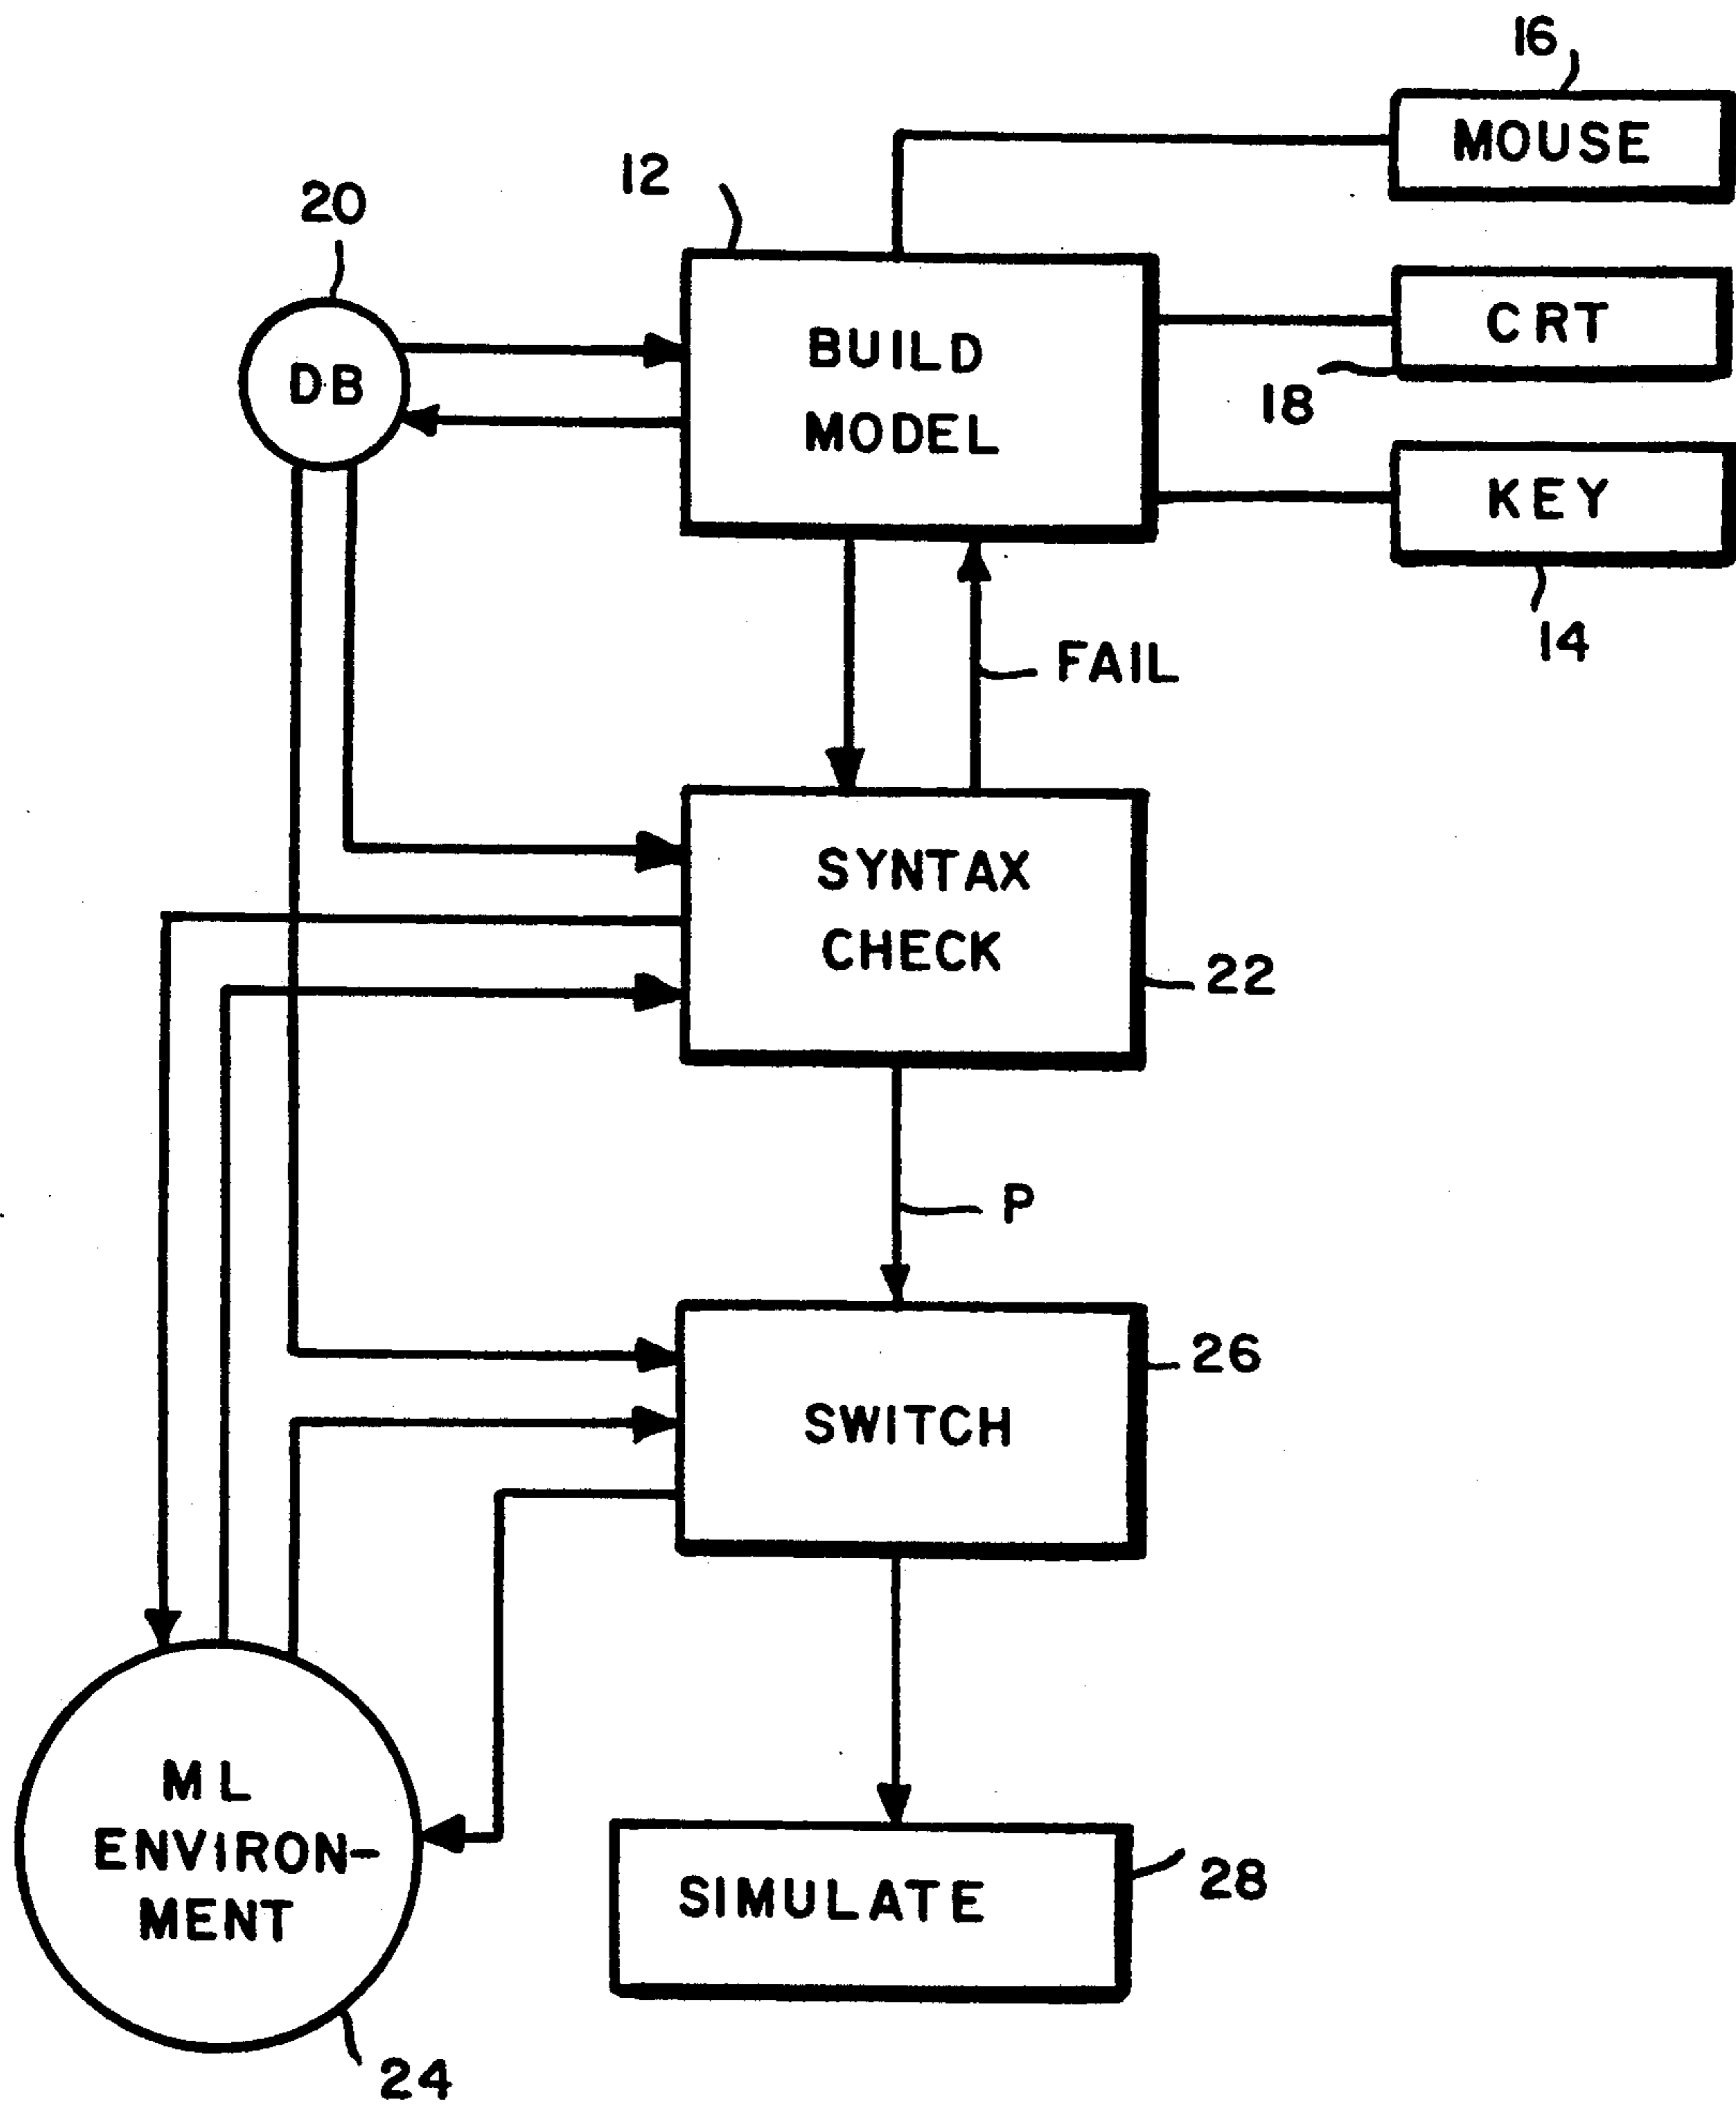 16
MOUSE
12
20
BUILD
MODEL
CRT
18
DB
KEY
14
FAIL
SYNTAX
CHECK
22
P
26
SWITCH
ML
ENVIRON-
MENT
SIMULATE
28
24